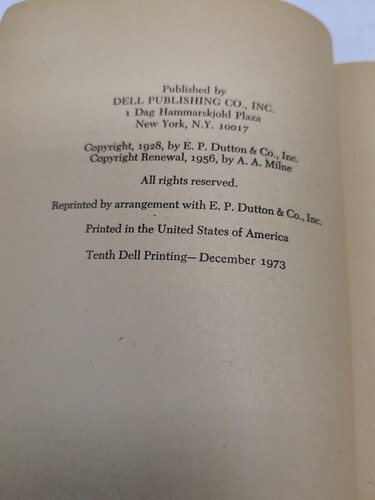 Published by
DELL PUBLISHING CO., INC.
1 Dag Hammarskjold Plaza
New York, N.Y. 10017
Copyright, 1928, by E. P. Dutton & Co., Inc.
Copyright Renewal, 1956, by A. A. Milne
All rights reserved.
Reprinted by arrangement with E. P. Dutton & Co., Inc.
Printed in the United States of America
Tenth Dell Printing—December 1973